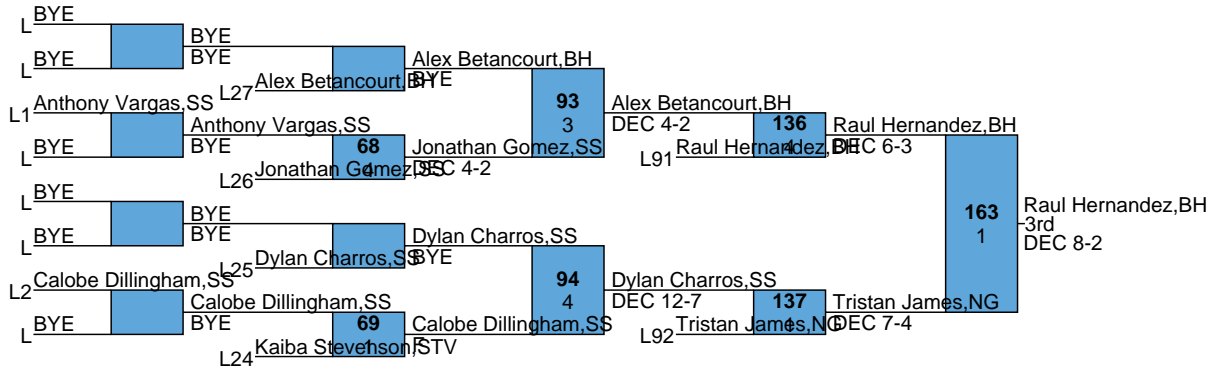 L BYE
BYE
BYE
L BYE
Alex Betancourt,BH
BYE
L27 Alex Betancourt,BH
93
3
Alex Betancourt,BH
DEC 4-2
L1 Anthony Vargas,SS
Anthony Vargas,SS
BYE
L BYE
68
4
Jonathan Gomez,SS
DEC 4-2
L26 Jonathan Gomez,SS
136
4
Raul Hernandez,BH
DEC 6-3
L91 Raul Hernandez,BH
L BYE
BYE
BYE
L BYE
Dylan Charros,SS
BYE
L25 Dylan Charros,SS
163
1
Raul Hernandez,BH
3rd
DEC 8-2
94
4
Dylan Charros,SS
DEC 12-7
L2 Calobe Dillingham,SS
Calobe Dillingham,SS
BYE
L BYE
69
1
Calobe Dillingham,SS
F
L24 Kaiba Stevenson,STV
137
1
Tristan James,NG
DEC 7-4
L92 Tristan James,NG